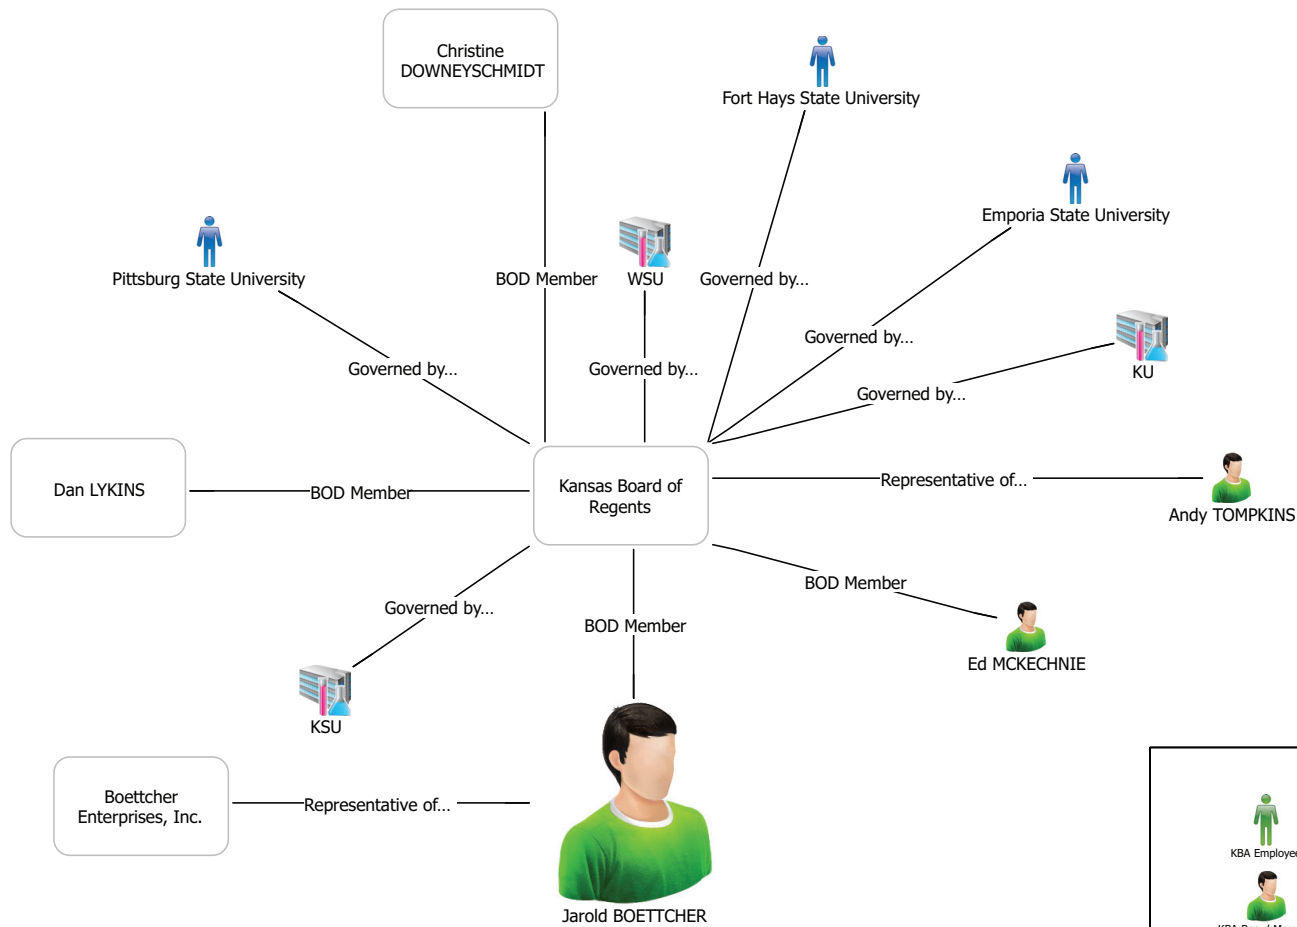 Christine
DOWNEYSCHMIDT
Fort Hays State University
Emporia State University
Pittsburg State University
BOD Member
WSU
Governed by...
Governed by...
KU
Governed by...
Governed by...
Governed by...
Dan LYKINS
BOD Member
Kansas Board of
Regents
Representative of...
Andy TOMPKINS
BOD Member
Governed by...
BOD Member
Ed MCKECHNIE
KSU
Boettcher
Enterprises, Inc.
Representative of...
Jarold BOETTCHER
KBA Employee